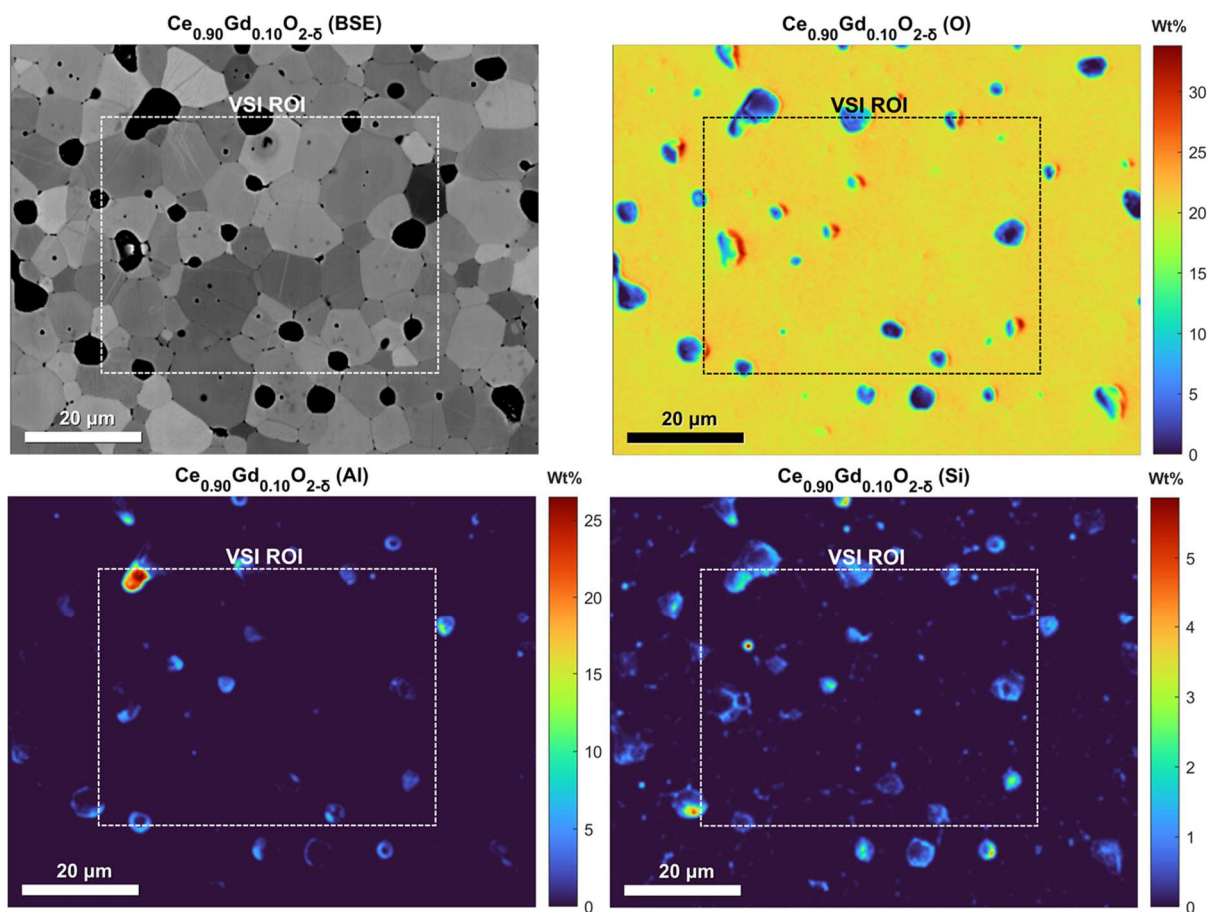 Ce0.90Gd0.10O2-δ (BSE)
VSI ROI
20 μm
Ce0.90Gd0.10O2-δ (O)
Wt%
VSI ROI
20 μm
30
25
20
15
10
5
0
Ce0.90Gd0.10O2-δ (Al)
Wt%
VSI ROI
20 μm
25
20
15
10
5
0
Ce0.90Gd0.10O2-δ (Si)
Wt%
VSI ROI
20 μm
5
4
3
2
1
0